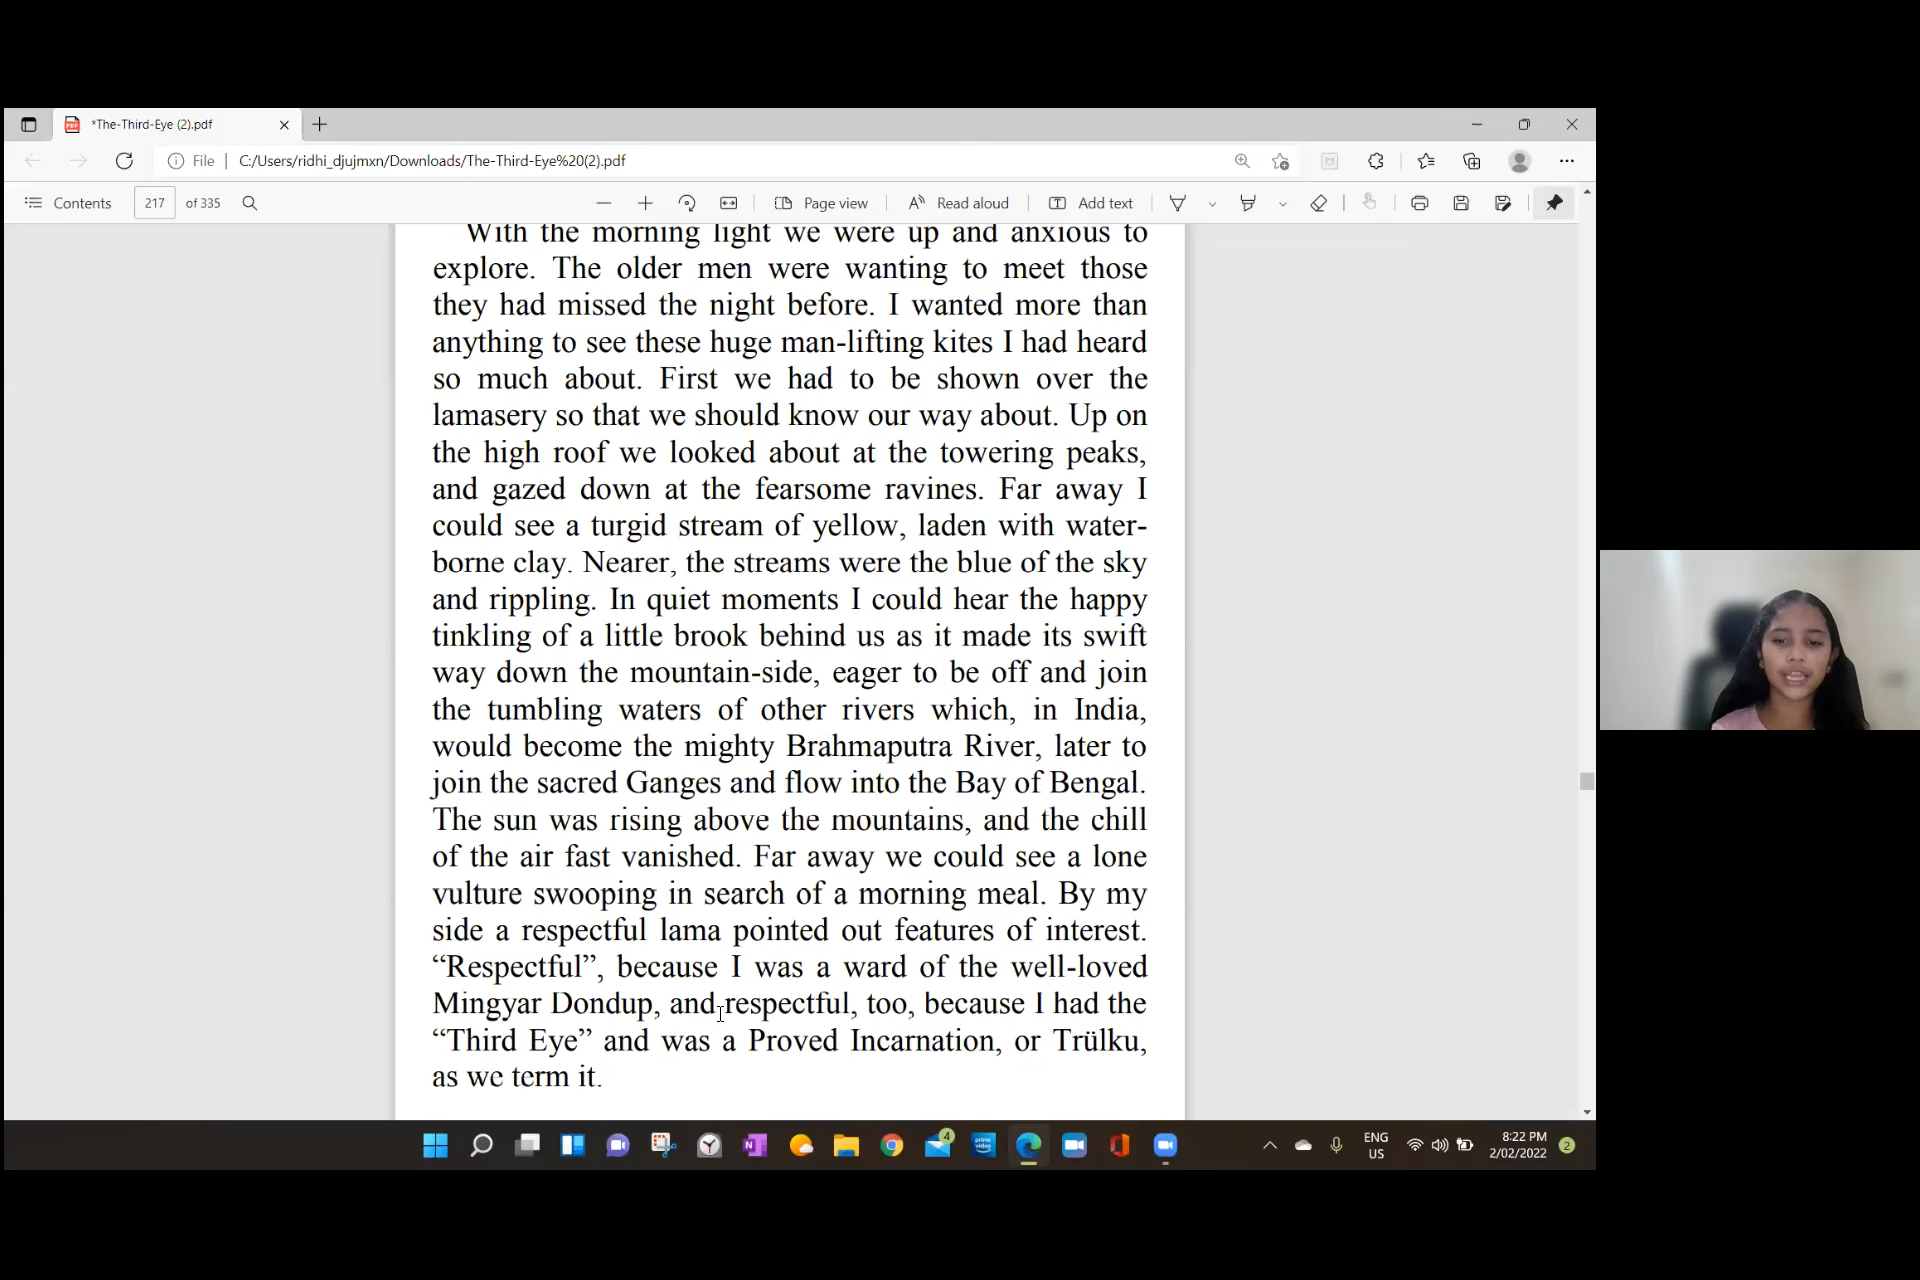 *The-Third-Eye (2).pdf
File
C:/Users/ridhi_djujmxn/Downloads/The-Third-Eye%20(2).pdf
Contents
217 of 335
Page view
Read aloud
Add text
With the morning light we were up and anxious to
explore. The older men were wanting to meet those
they had missed the night before. I wanted more than
anything to see these huge man-lifting kites I had heard
so much about. First we had to be shown over the
lamasery so that we should know our way about. Up on
the high roof we looked about at the towering peaks,
and gazed down at the fearsome ravines. Far away I
could see a turgid stream of yellow, laden with water-
borne clay. Nearer, the streams were the blue of the sky
and rippling. In quiet moments I could hear the happy
tinkling of a little brook behind us as it made its swift
way down the mountain-side, eager to be off and join
the tumbling waters of other rivers which, in India,
would become the mighty Brahmaputra River, later to
join the sacred Ganges and flow into the Bay of Bengal.
The sun was rising above the mountains, and the chill
of the air fast vanished. Far away we could see a lone
vulture swooping in search of a morning meal. By my
side a respectful lama pointed out features of interest.
“Respectful”, because I was a ward of the well-loved
Mingyar Dondup, and respectful, too, because I had the
“Third Eye” and was a Proved Incarnation, or Trülku,
as we term it.
4
prime video
ENG
US
8:22 PM
2/02/2022
2